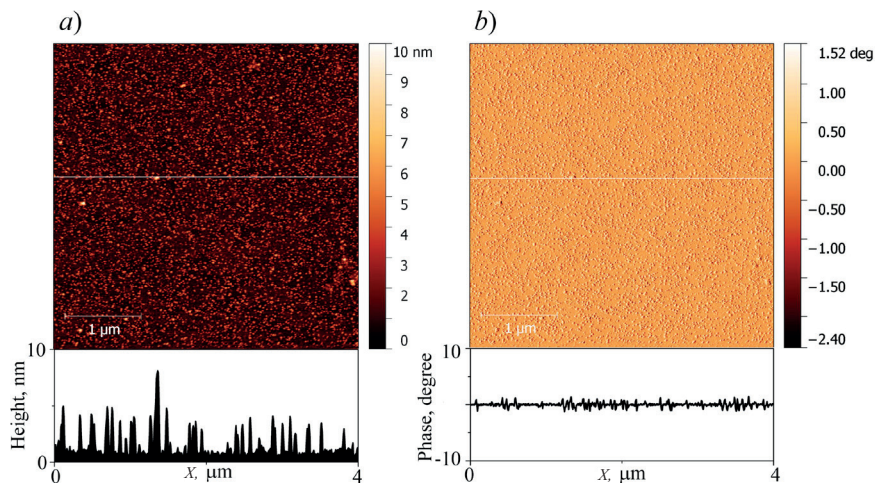 a)
10 nm
9
8
7
6
5
4
3
2
1
0
1 µm
10
0
Height, nm
0
X, µm
4
b)
1.52 deg
1.00
0.50
0.00
−0.50
−1.00
−1.50
−2.40
1 µm
10
-10
Phase, degree
0
X, µm
4